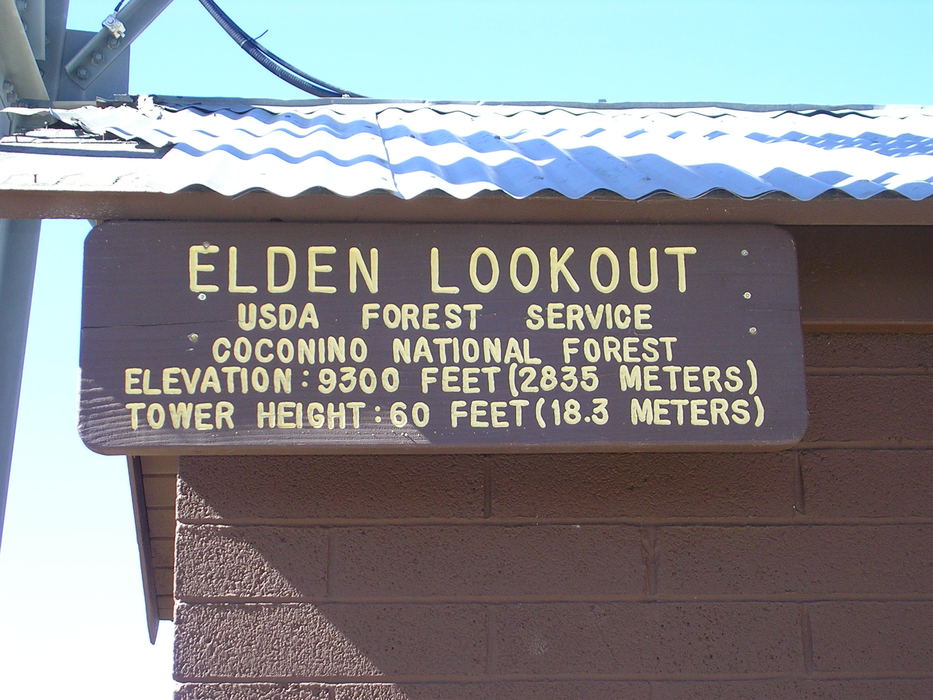 ELDEN LOOKOUT
USDA FOREST SERVICE
COCONINO NATIONAL FOREST
ELEVATION: 9300 FEET (2835 METERS)
TOWER HEIGHT: 60 FEET (18.3 METERS)